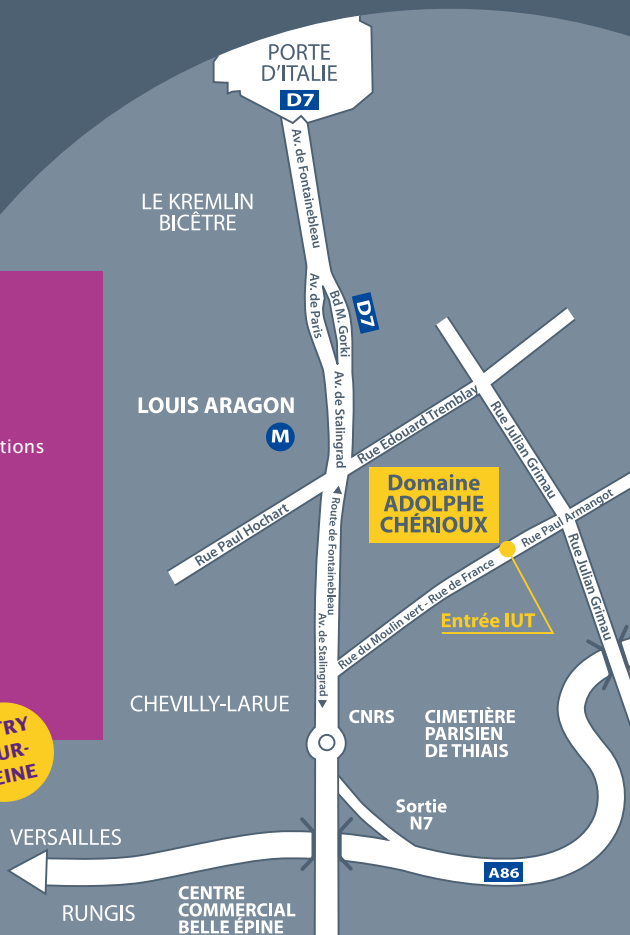 PORTE
D'ITALIE
D7
Av. de Fontainebleau
LE KREMLIN
BICÊTRE
Av. de Paris
Bd M. Gorki
D7
LOUIS ARAGON
M
Av. de Stalingrad
Rue Edouard Tremblay
Rue Julian Grimau
tions
Domaine
ADOLPHE
CHÉRIOUX
Rue Paul Hochart
Route de Fontainebleau
Rue Paul Armangot
Rue du Moulin vert - Rue de France
Rue Julian Grimau
Entrée IUT
Av. de Stalingrad
CHEVILLY-LARUE
CNRS
CIMETIÈRE
PARISIEN
DE THIAIS
TRY
UR-
EINE
Sortie
N7
VERSAILLES
A86
RUNGIS
CENTRE
COMMERCIAL
BELLE ÉPINE